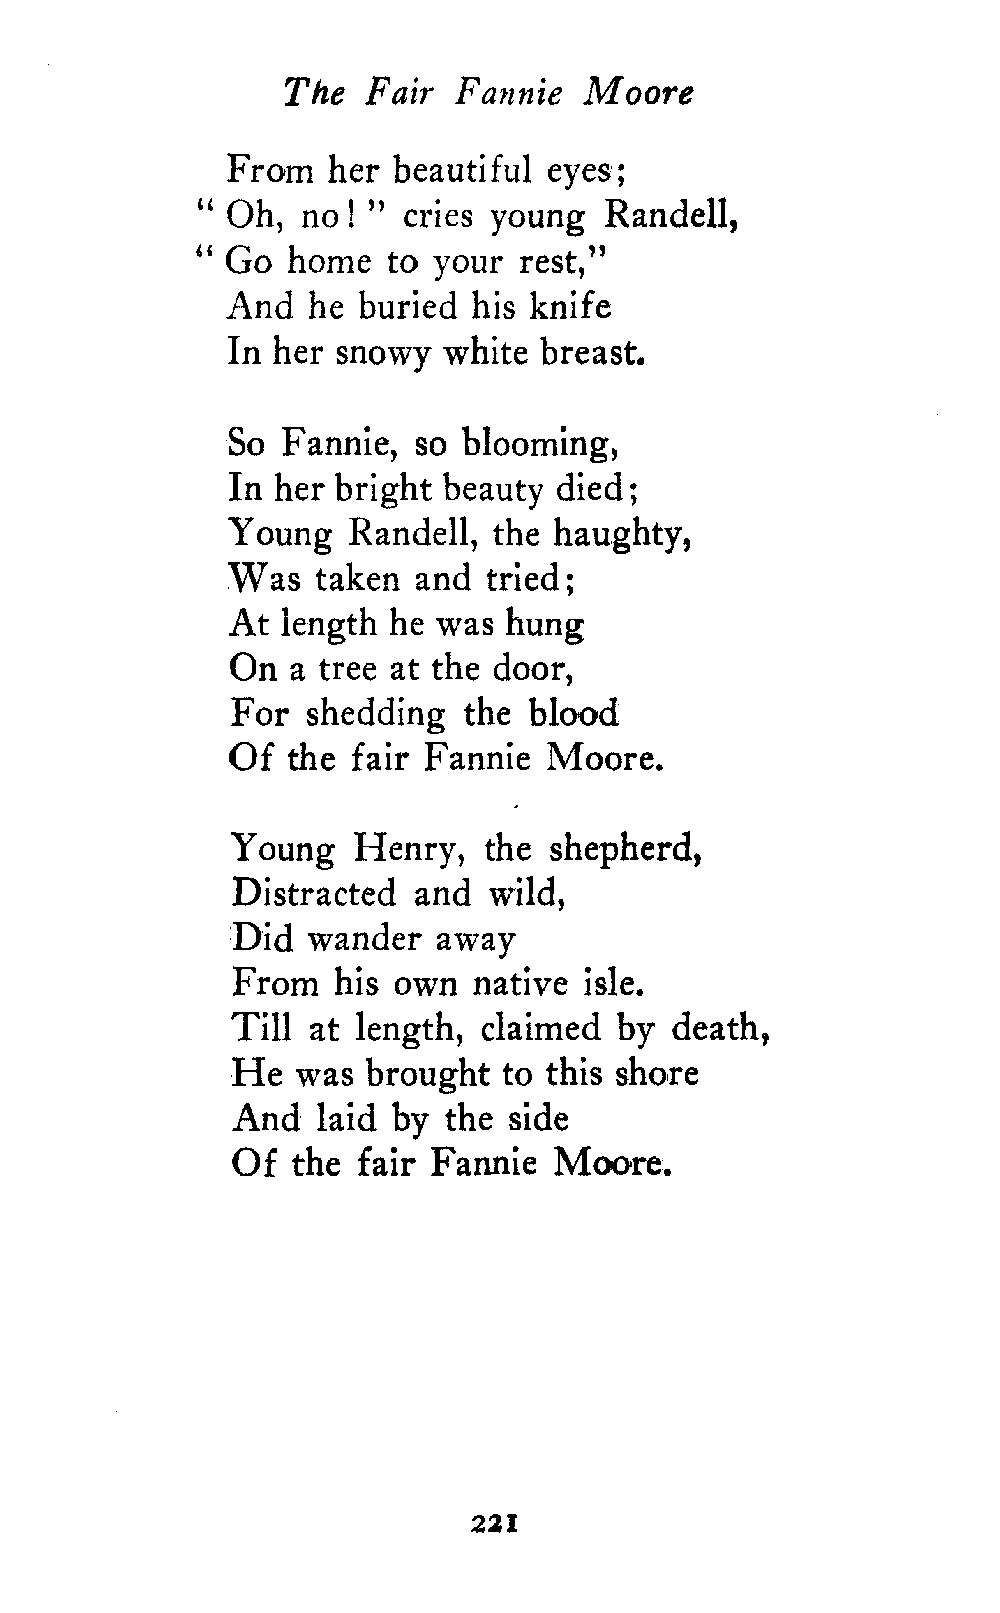 The Fair Fannie Moore
From her beautiful eyes;
" Oh, no! " cries young Randell,
" Go home to your rest,"
And he buried his knife
In her snowy white breast.
So Fannie, so blooming,
In her bright beauty died;
Young Randell, the haughty,
Was taken and tried;
At length he was hung
On a tree at the door,
For shedding the blood
Of the fair Fannie Moore.
Young Henry, the shepherd,
Distracted and wild,
Did wander away
From his own native isle.
Till at length, claimed by death,
He was brought to this shore
And laid by the side
Of the fair Fannie Moore.
221